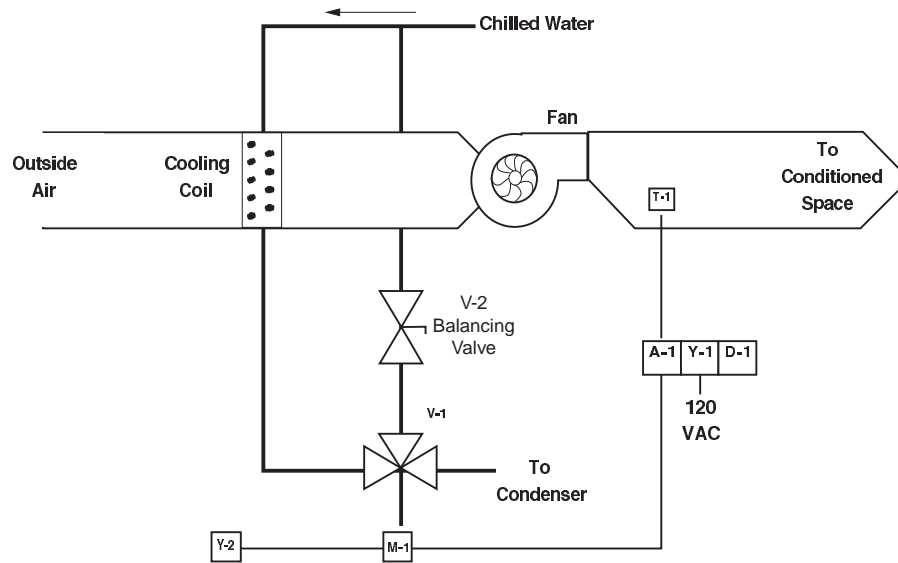 Chilled Water
Fan
Outside
Air
Cooling
Coil
To
Conditioned
Space
T-1
V-2
Balancing
Valve
A-1 Y-1 D-1
120
VAC
V-1
To
Condenser
Y-2
M-1